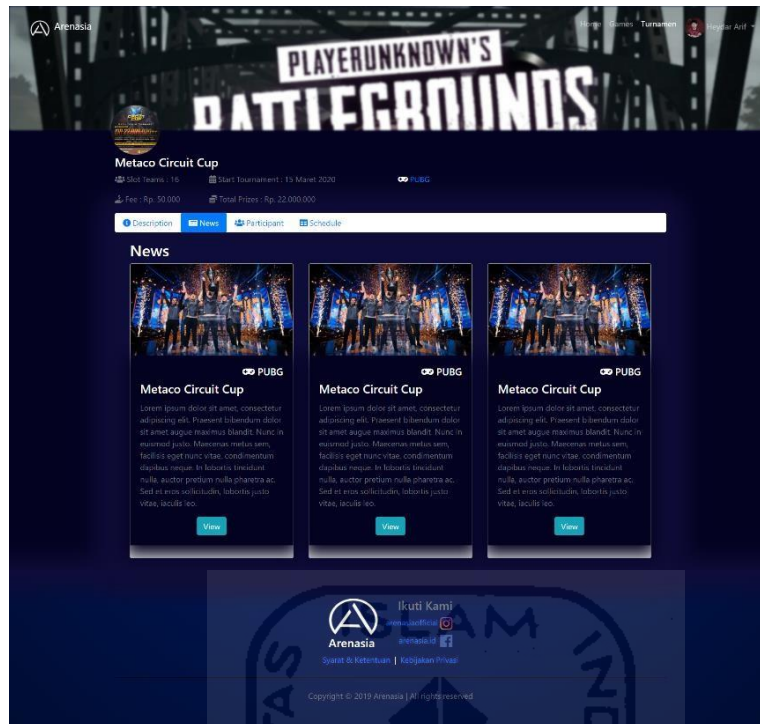 Arenasia
Home Games Turnamen Heydar Arif
PLAYERUNKNOWN'S
BATTLEGROUNDS
Metaco Circuit Cup
Slot Teams : 16 Start Tournament : 15 Maret 2020 PUBG
Fee : Rp. 50.000 Total Prizes : Rp. 22.000.000
Description News Participant Schedule
News
PUBG
Metaco Circuit Cup
Lorem ipsum dolor sit amet, consectetur
adipiscing elit. Praesent bibendum dolor
sit amet augue maximus blandit. Nunc in
euismod justo. Maecenas metus sem,
facilisis eget nunc vitae, condimentum
dapibus neque. In lobortis tincidunt
nulla, auctor pretium nulla pharetra ac.
Sed et eros sollicitudin, lobortis justo
vitae, iaculis leo.
View
PUBG
Metaco Circuit Cup
Lorem ipsum dolor sit amet, consectetur
adipiscing elit. Praesent bibendum dolor
sit amet augue maximus blandit. Nunc in
euismod justo. Maecenas metus sem,
facilisis eget nunc vitae, condimentum
dapibus neque. In lobortis tincidunt
nulla, auctor pretium nulla pharetra ac.
Sed et eros sollicitudin, lobortis justo
vitae, iaculis leo.
View
PUBG
Metaco Circuit Cup
Lorem ipsum dolor sit amet, consectetur
adipiscing elit. Praesent bibendum dolor
sit amet augue maximus blandit. Nunc in
euismod justo. Maecenas metus sem,
facilisis eget nunc vitae, condimentum
dapibus neque. In lobortis tincidunt
nulla, auctor pretium nulla pharetra ac.
Sed et eros sollicitudin, lobortis justo
vitae, iaculis leo.
View
Arenasia
Ikuti Kami
arenasiaofficial
arenasia.id
Syarat & Ketentuan | Kebijakan Privasi
Copyright © 2019 Arenasia | All rights reserved
TAS ISLAM IN